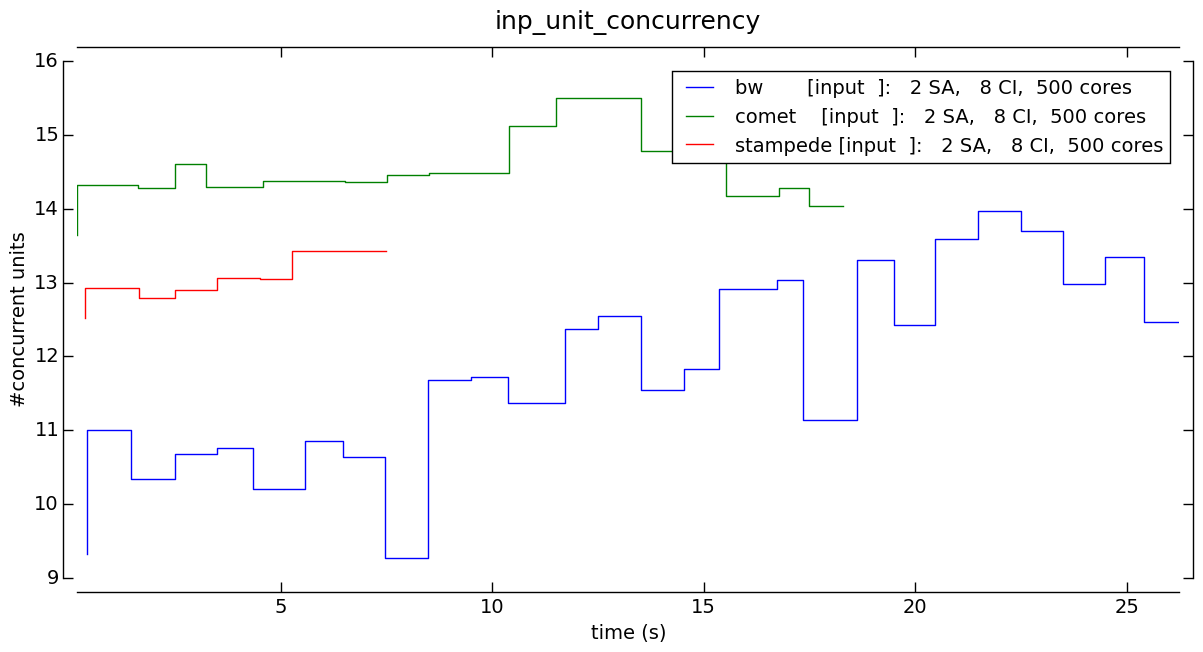 inp_unit_concurrency
bw [input ]: 2 SA, 8 CI, 500 cores
comet [input ]: 2 SA, 8 CI, 500 cores
stampede [input ]: 2 SA, 8 CI, 500 cores
#concurrent units
16
15
14
13
12
11
10
9
5 10 15 20 25
time (s)